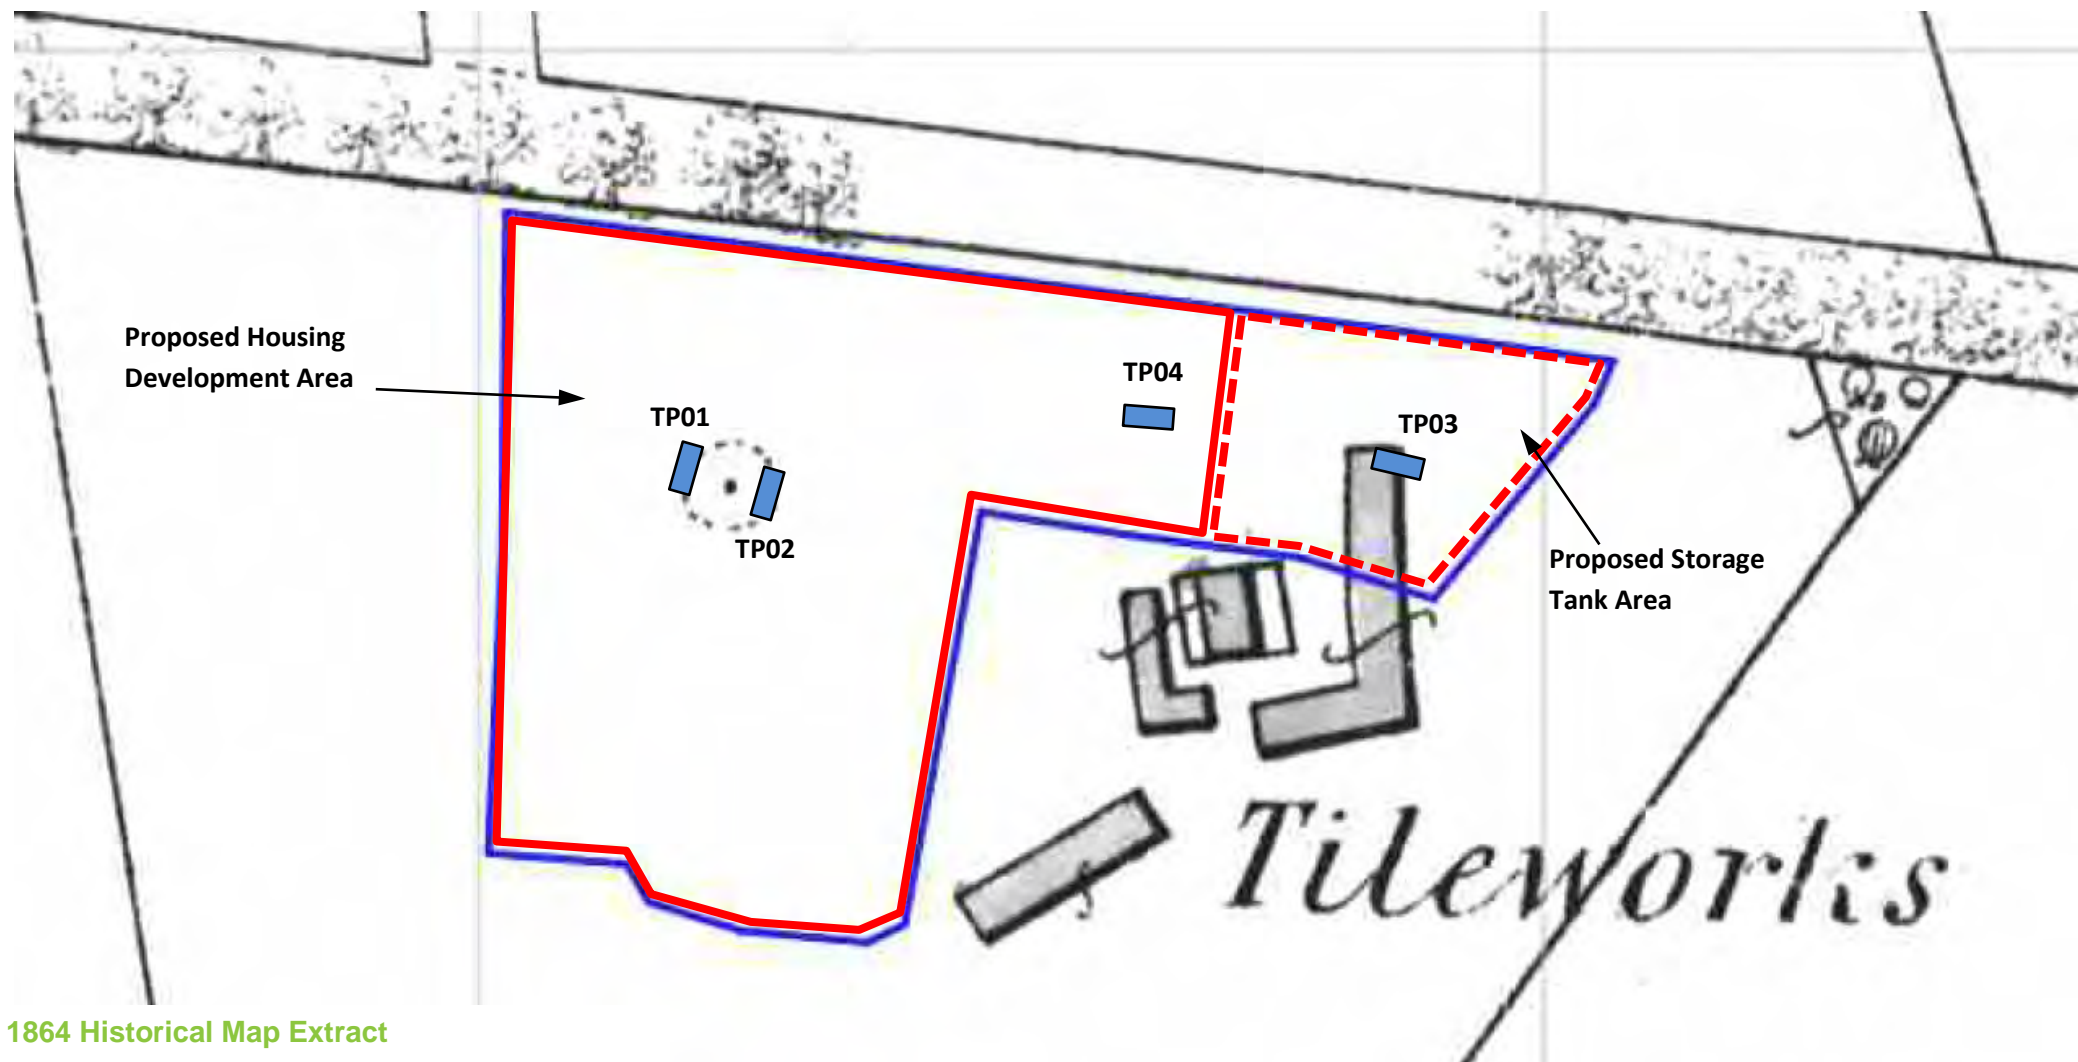 Proposed Housing
Development Area
TP01
TP02
TP04
TP03
Proposed Storage
Tank Area
Tileworks
1864 Historical Map Extract